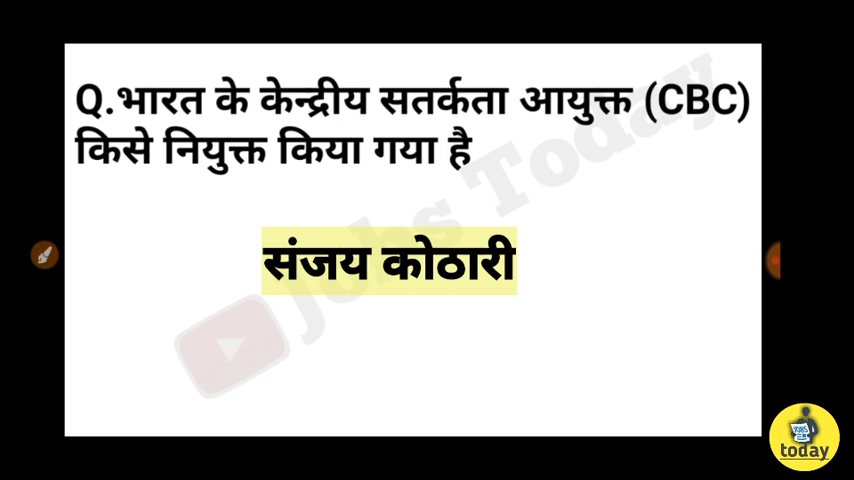 Q.भारत के केन्द्रीय सतर्कता आयुक्त (CBC)
किसे नियुक्त किया गया है
संजय कोठारी
Jobs Today
JOBS
today